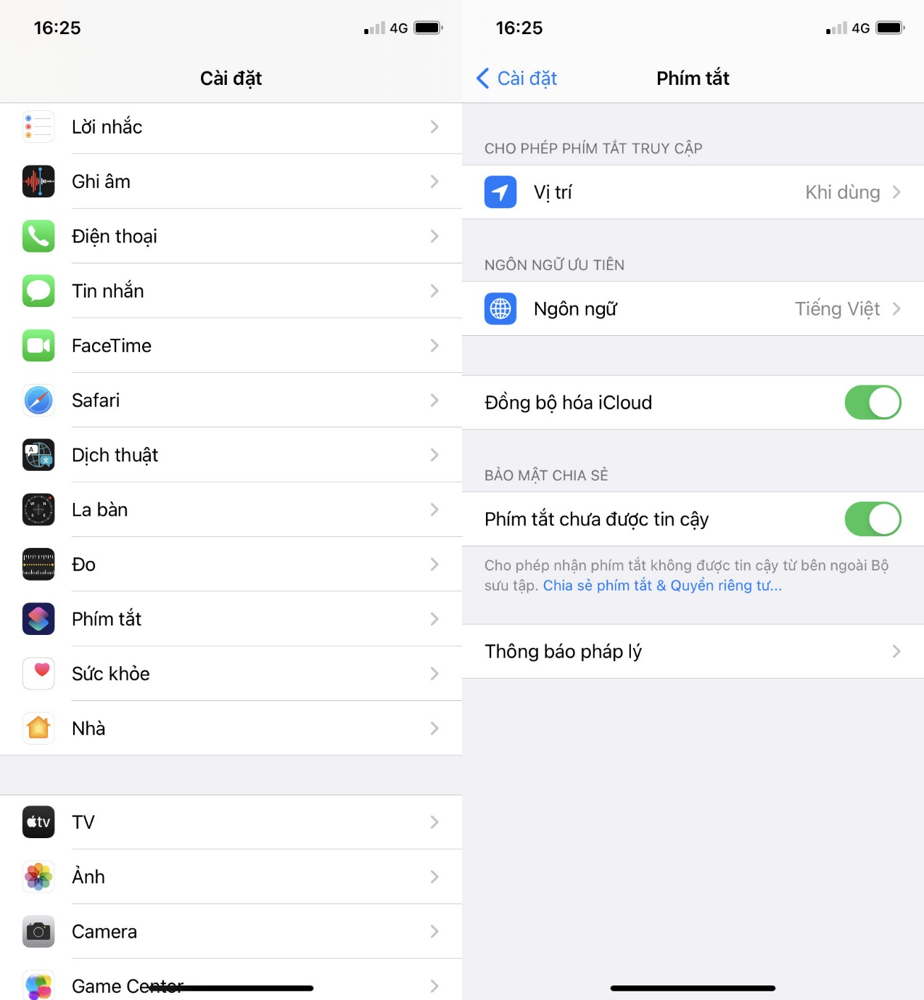 16:25
4G
Cài đặt
Lời nhắc
Ghi âm
Điện thoại
Tin nhắn
FaceTime
Safari
Dịch thuật
La bàn
Đo
Phím tắt
Sức khỏe
Nhà
tv
TV
Ảnh
Camera
Game Center
16:25
4G
Cài đặt
Phím tắt
CHO PHÉP PHÍM TẮT TRUY CẬP
Vị trí
Khi dùng
NGÔN NGỮ ƯU TIÊN
Ngôn ngữ
Tiếng Việt
Đồng bộ hóa iCloud
BẢO MẬT CHIA SẺ
Phím tắt chưa được tin cậy
Cho phép nhận phím tắt không được tin cậy từ bên ngoài Bộ
sưu tập. Chia sẻ phím tắt & Quyền riêng tư...
Thông báo pháp lý